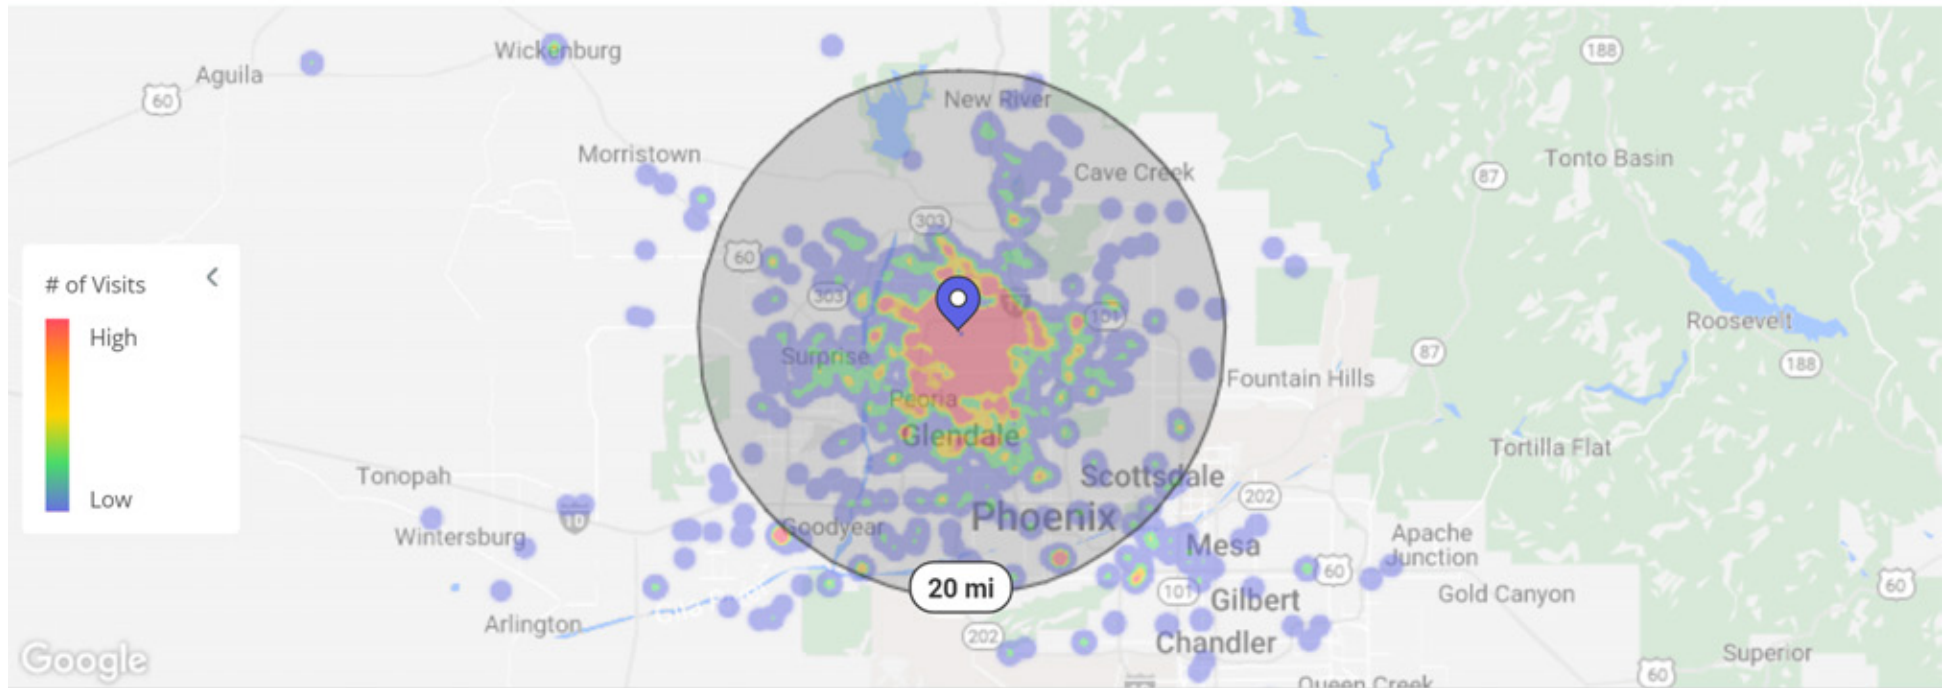 Wickenburg
Aguila
60
New River
188
Morristown
Cave Creek
Tonto Basin
87
303
60
# of Visits
High
Low
303
101
Roosevelt
188
87
Surprise
Fountain Hills
Peoria
Glendale
Tortilla Flat
Tonopah
Scottsdale
202
10
Wintersburg
Goodyear
Phoenix
Mesa
Apache
Junction
60
20 mi
101
Gilbert
Gold Canyon
60
Arlington
202
Chandler
Google
Superior
60
Queen Creek